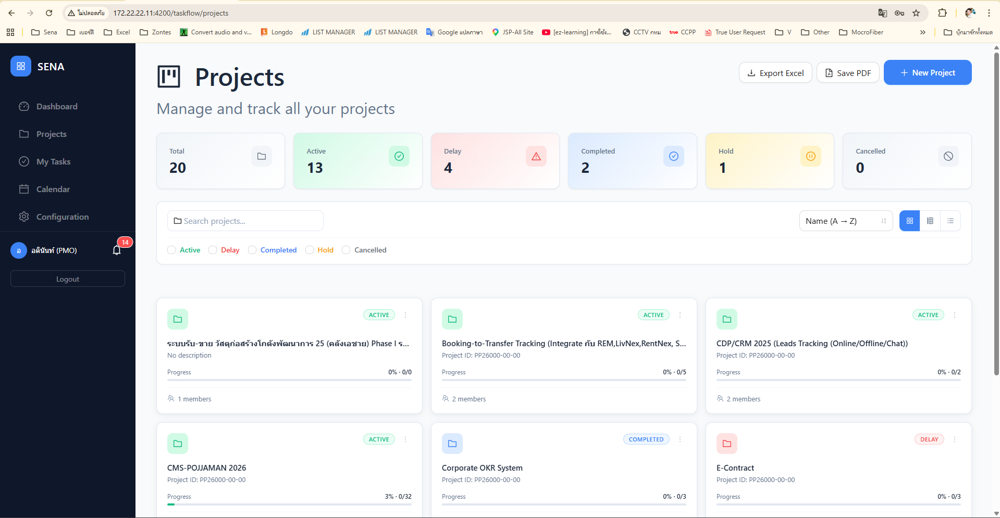 ไม่ปลอดภัย 172.22.22.11:4200/taskflow/projects
Sena เบอร์ดี Excel Zontes Convert audio and v... Longdo LIST MANAGER LIST MANAGER Google แปลภาษา JSP-All Site [ez-learning] การใช้ง... CCTV กทม true CCPP True User Request V Other MocroFiber » บุ๊กมาร์กทั้งหมด
SENA
Dashboard
Projects
My Tasks
Calendar
Configuration
14
อ อดินันท์ (PMO)
Logout
Projects
Manage and track all your projects
Export Excel Save PDF + New Project
Total
20
Active
13
Delay
4
Completed
2
Hold
1
Cancelled
0
Search projects...
Name (A → Z)
Active Delay Completed Hold Cancelled
ACTIVE
ระบบรับ-ขาย วัสดุก่อสร้างโกดังพัฒนาการ 25 (คลังเอชาย) Phase I ร...
No description
Progress 0% · 0/0
1 members
ACTIVE
Booking-to-Transfer Tracking (Integrate กับ REM,LivNex,RentNex, S...
Project ID: PP26000-00-00
Progress 0% · 0/5
2 members
ACTIVE
CDP/CRM 2025 (Leads Tracking (Online/Offline/Chat))
Project ID: PP26000-00-00
Progress 0% · 0/2
2 members
ACTIVE
CMS-POJJAMAN 2026
Project ID: PP26000-00-00
Progress 3% · 0/32
COMPLETED
Corporate OKR System
Project ID: PP26000-00-00
Progress 0% · 0/3
DELAY
E-Contract
Project ID: PP26000-00-00
Progress 0% · 0/3